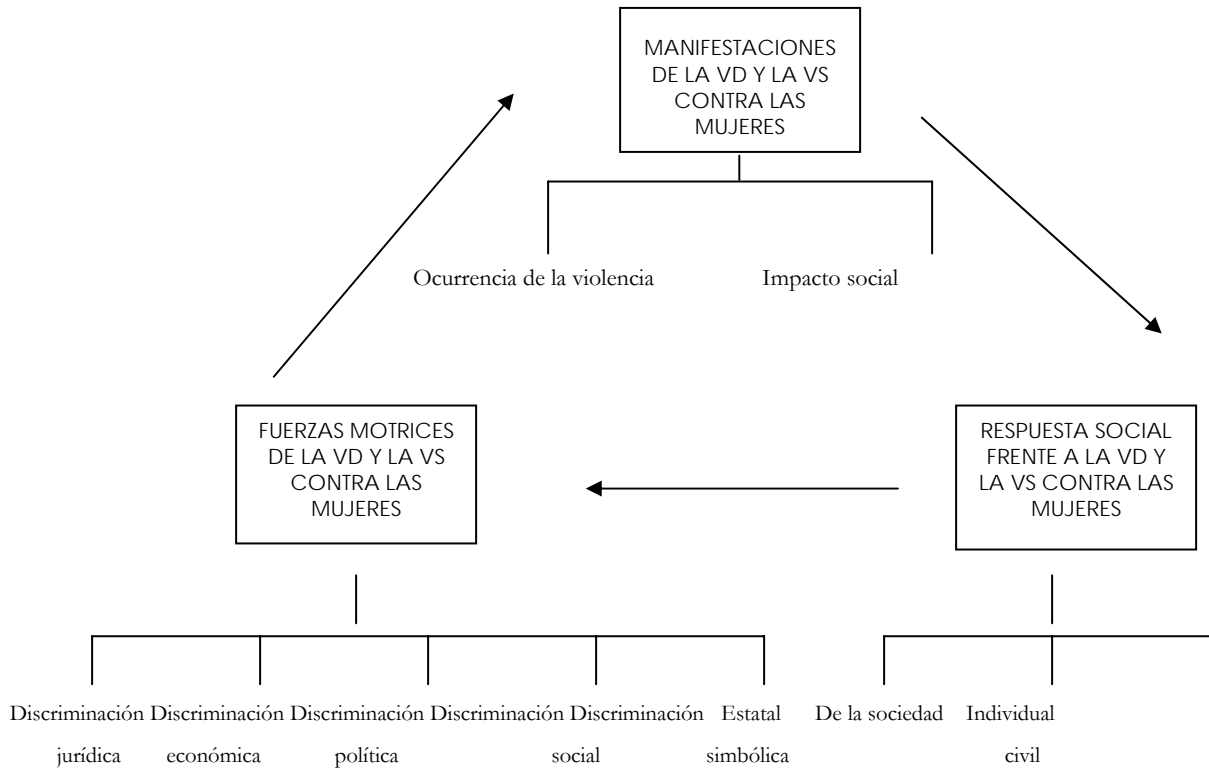 MANIFESTACIONES
DE LA VD Y LA VS
CONTRA LAS
MUJERES
Ocurrencia de la violencia
Impacto social
FUERZAS MOTRICES
DE LA VD Y LA VS
CONTRA LAS
MUJERES
RESPUESTA SOCIAL
FRENTE A LA VD Y
LA VS CONTRA LAS
MUJERES
Discriminación Discriminación Discriminación Discriminación Discriminación Estatal De la sociedad Individual
jurídica económica política social simbólica civil